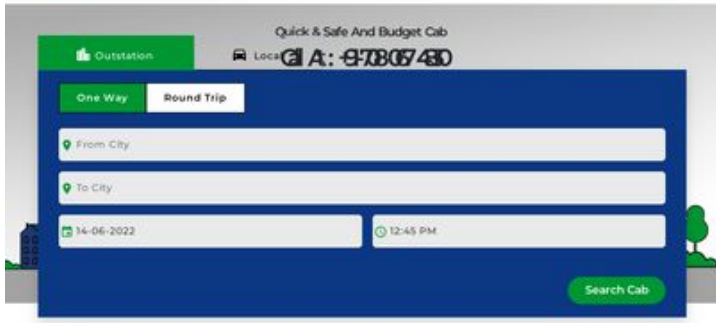 Quick & Safe And Budget Cab
Outstation
One Way
Round Trip
From City
To City
14-06-2022
12:45 PM
Search Cab